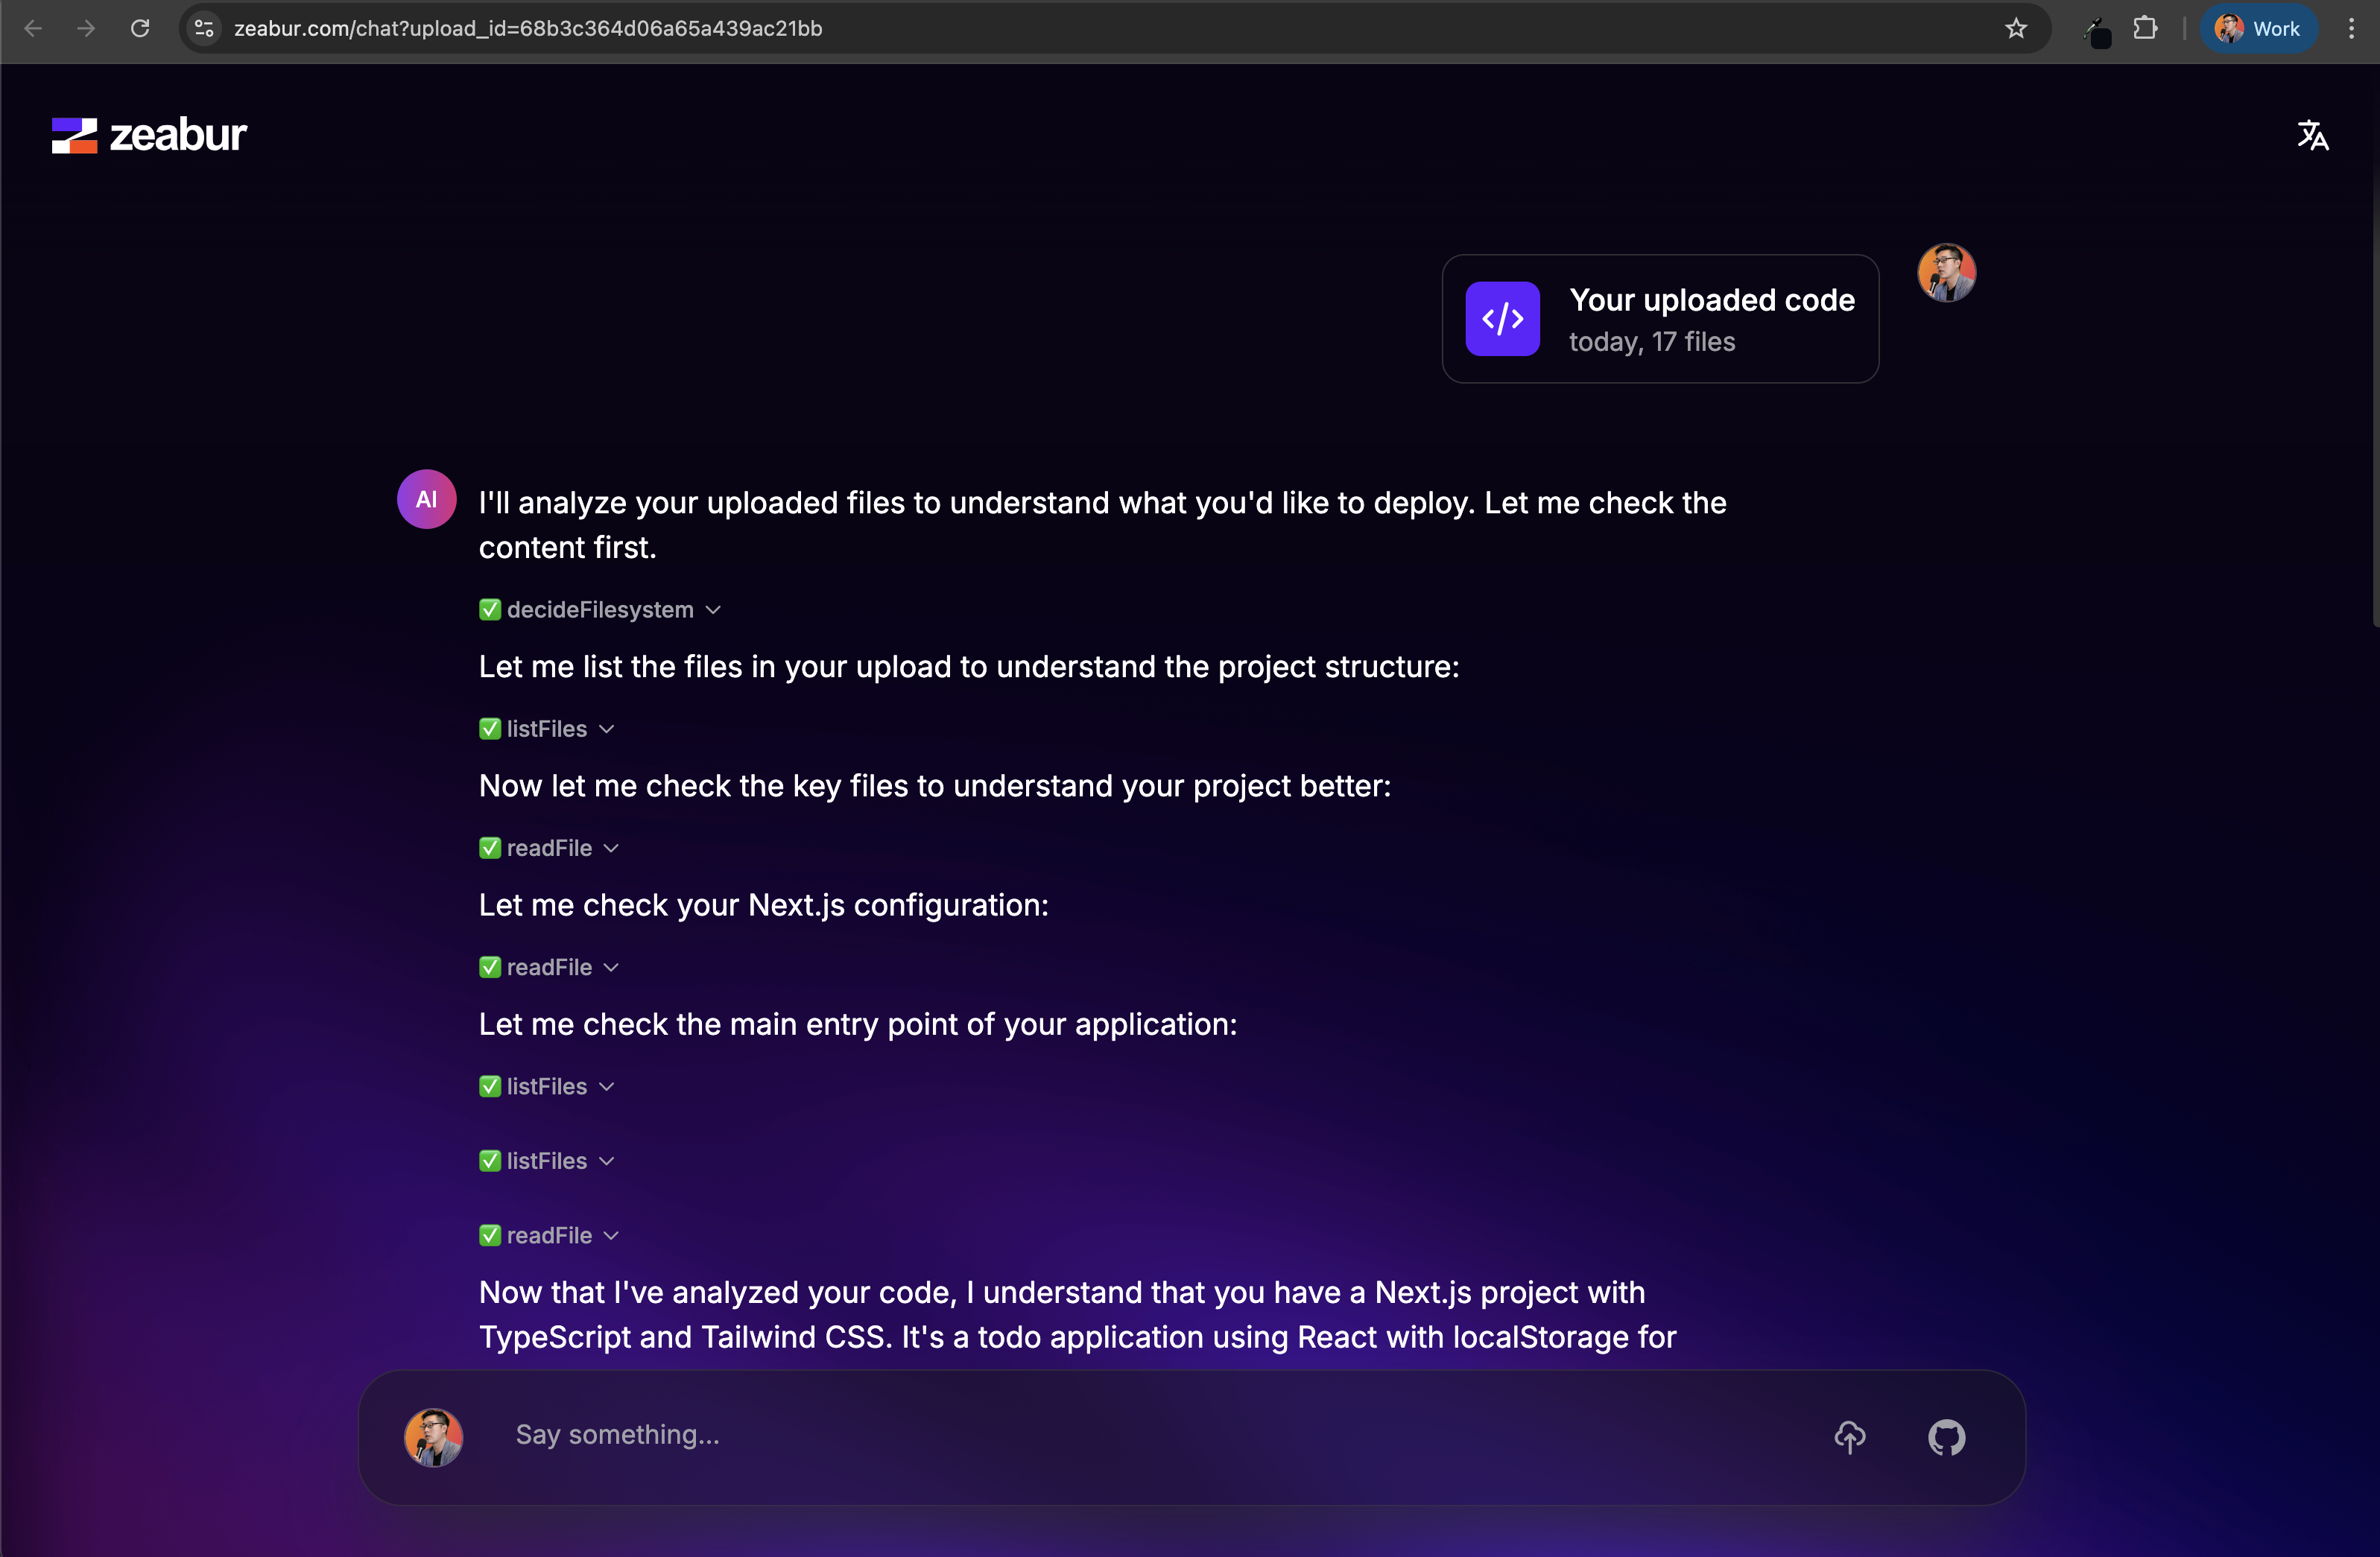 zeabur.com/chat?upload_id=68b3c364d06a65a439ac21bb
Work
zeabur
Your uploaded code
today, 17 files
AI
I'll analyze your uploaded files to understand what you'd like to deploy. Let me check the
content first.
✅ decideFilesystem
Let me list the files in your upload to understand the project structure:
✅ listFiles
Now let me check the key files to understand your project better:
✅ readFile
Let me check your Next.js configuration:
✅ readFile
Let me check the main entry point of your application:
✅ listFiles
✅ listFiles
✅ readFile
Now that I've analyzed your code, I understand that you have a Next.js project with
TypeScript and Tailwind CSS. It's a todo application using React with localStorage for
Say something...